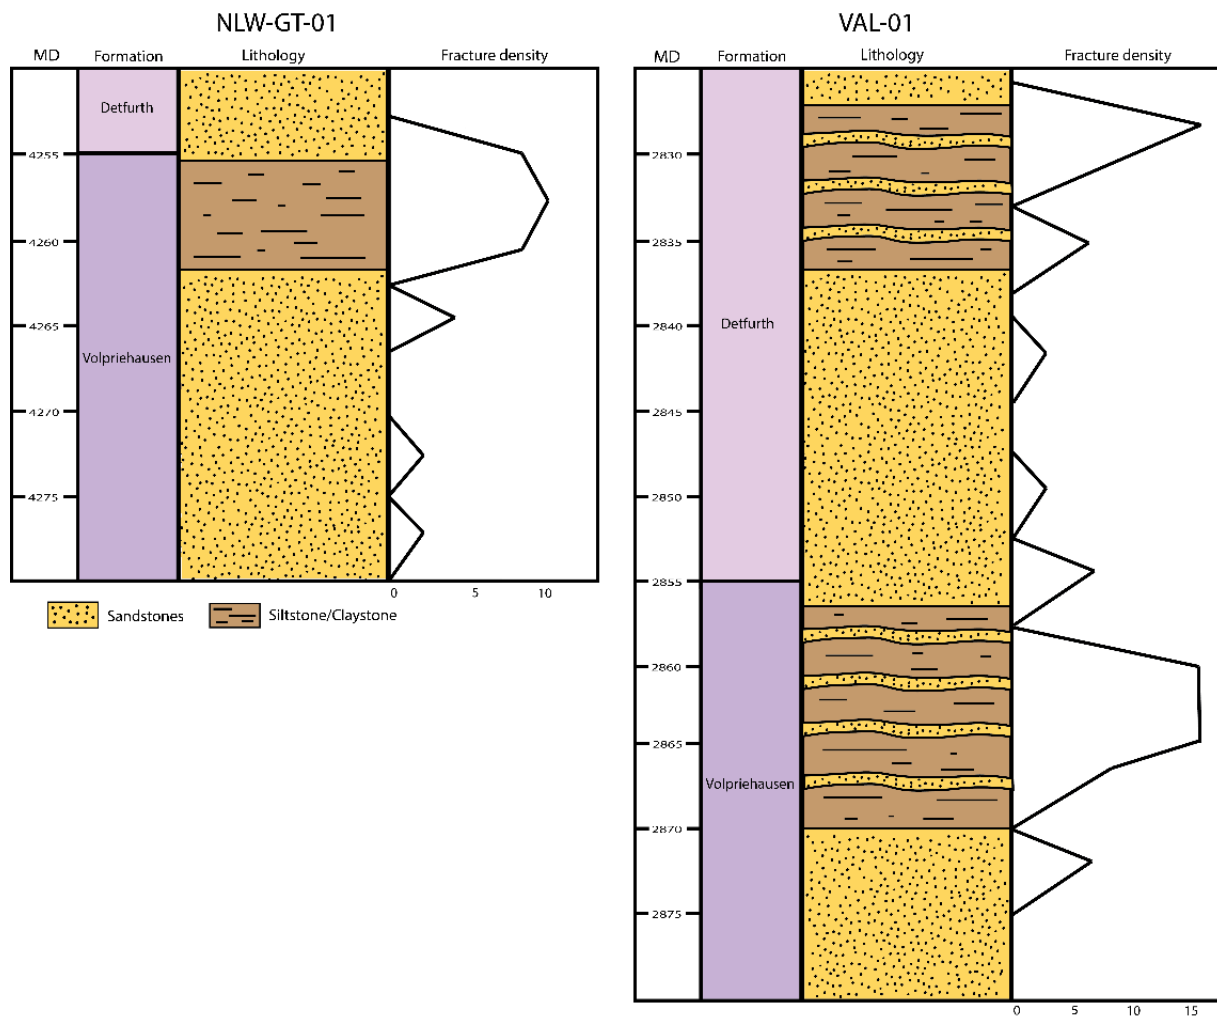 NLW-GT-01
MD Formation Lithology Fracture density
Detfurth
4255
4260
4265
Volpriehausen
4270
4275
0 5 10
Sandstones Siltstone/Claystone
VAL-01
MD Formation Lithology Fracture density
2830
2835
2840
Detfurth
2845
2850
2855
2860
2865
Volpriehausen
2870
2875
0 5 10 15